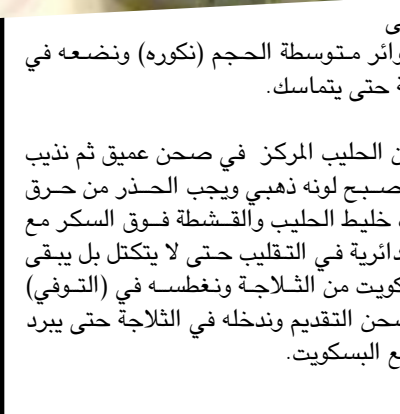 وائر متوسطة الحجم (نكوره) ونضعه في
حتى يتماسك.
الحليب المركز في صحن عميق ثم نذيب
صبح لونه ذهبي ويجب الحذر من حرق
خليط الحليب والقشطة فوق السكر مع
دائرية في التقليب حتى لا يتكتل بل يبقى
كويت من الثلاجة ونغطسه في (التوفي)
صحن التقديم وندخله في الثلاجة حتى يبرد
ع البسكويت.